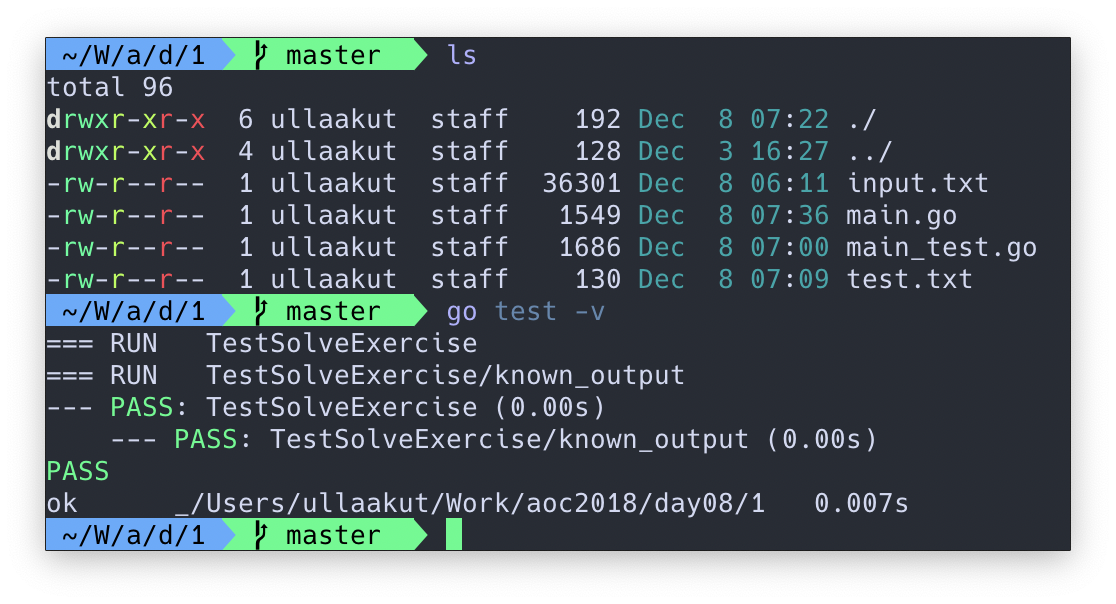 ~/W/a/d/1 master ls
total 96
drwxr-xr-x  6 ullaakut  staff    192 Dec  8 07:22 ./
drwxr-xr-x  4 ullaakut  staff    128 Dec  3 16:27 ../
-rw-r--r--  1 ullaakut  staff  36301 Dec  8 06:11 input.txt
-rw-r--r--  1 ullaakut  staff   1549 Dec  8 07:36 main.go
-rw-r--r--  1 ullaakut  staff   1686 Dec  8 07:00 main_test.go
-rw-r--r--  1 ullaakut  staff    130 Dec  8 07:09 test.txt
~/W/a/d/1 master go test -v
=== RUN   TestSolveExercise
=== RUN   TestSolveExercise/known_output
--- PASS: TestSolveExercise (0.00s)
    --- PASS: TestSolveExercise/known_output (0.00s)
PASS
ok      _/Users/ullaakut/Work/aoc2018/day08/1   0.007s
~/W/a/d/1 master